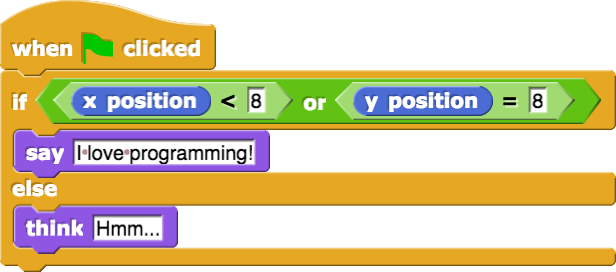 when clicked
if x position < 8 or y position = 8
say I love programming!
else
think Hmm...